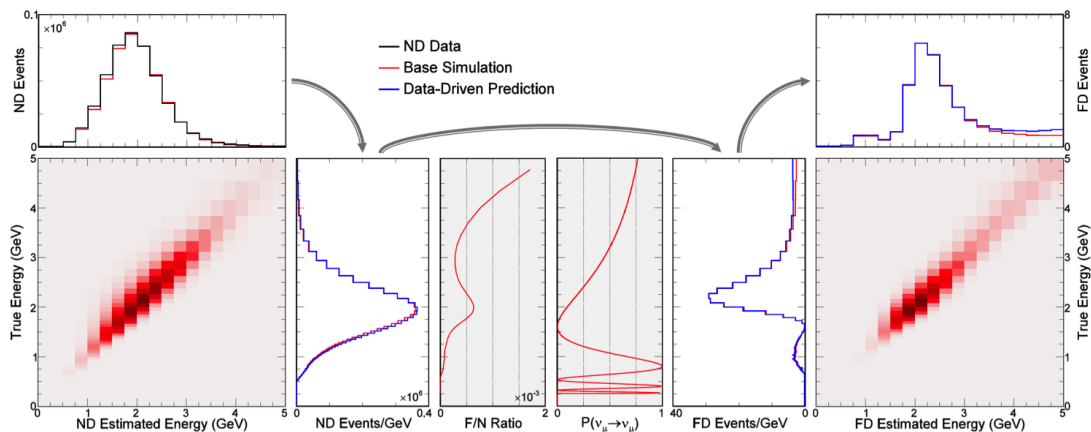 0.1
×10⁶
ND Events
0
ND Data
Base Simulation
Data-Driven Prediction
8
6
4
2
0
FD Events
True Energy (GeV)
5
4
3
2
1
0
0 1 2 3 4 5
ND Estimated Energy (GeV)
×10⁶
0 0.4
ND Events/GeV
×10⁻³
0 2
F/N Ratio
0 1
P(νμ→νμ)
40 0
FD Events/GeV
5
4
3
2
1
0
True Energy (GeV)
0 1 2 3 4 5
FD Estimated Energy (GeV)